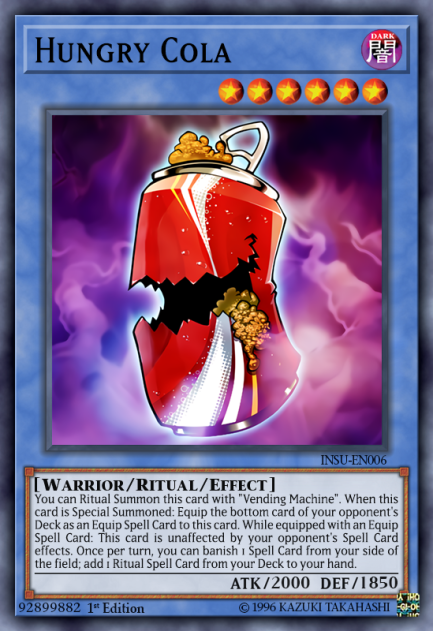 Hungry Cola
DARK
闇
INSU-EN006
[Warrior/Ritual/Effect]
You can Ritual Summon this card with "Vending Machine". When this
card is Special Summoned: Equip the bottom card of your opponent's
Deck as an Equip Spell Card to this card. While equipped with an Equip
Spell Card: This card is unaffected by your opponent's Spell Card
effects. Once per turn, you can banish 1 Spell Card from your side of
the field; add 1 Ritual Spell Card from your Deck to your hand.
ATK/2000 DEF/1850
92899882 1st Edition ©1996 KAZUKI TAKAHASHI